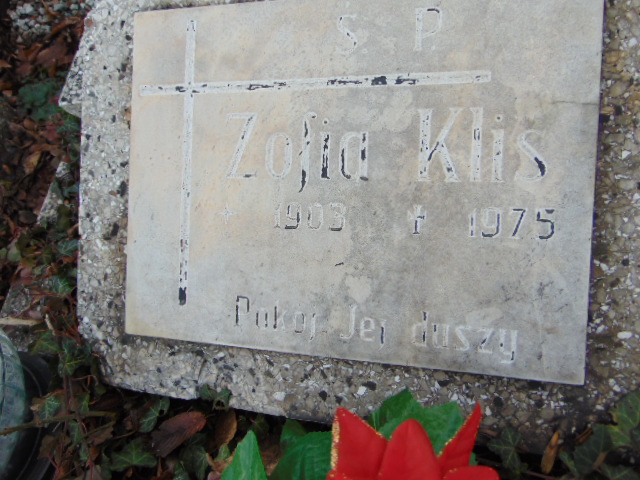 S. P.
Zofia Klis
* 1903 † 1975
Pokój Jej duszy